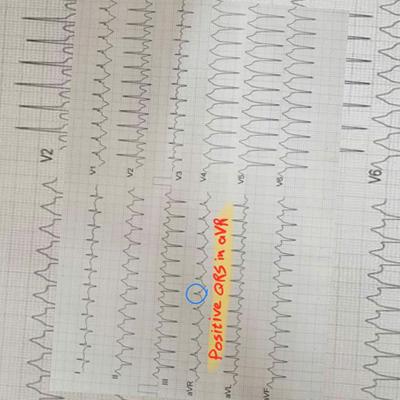 V2
V1
V2
V3
V4
V5
V6
V6
I
II
III
aVR
aVL
aVF
Positive QRS in aVR